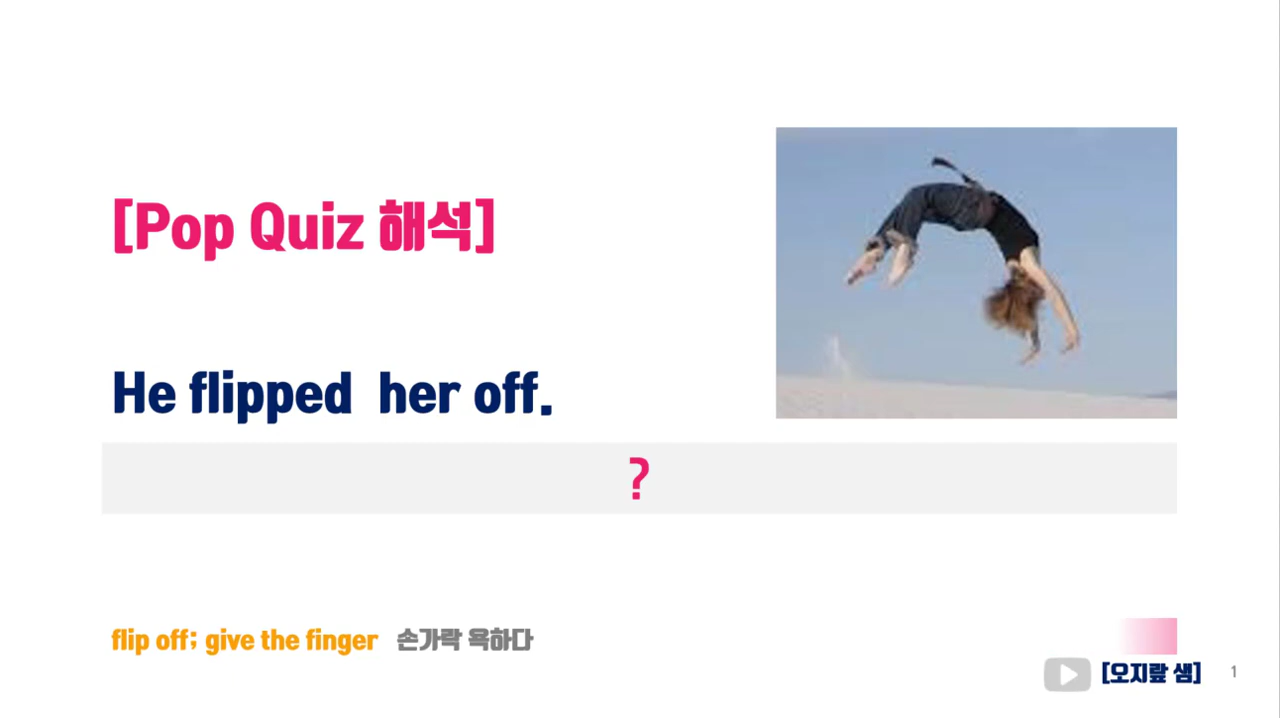 [Pop Quiz 해석]
He flipped her off.
?
flip off; give the finger 손가락 욕하다
[오지랖 샘] 1